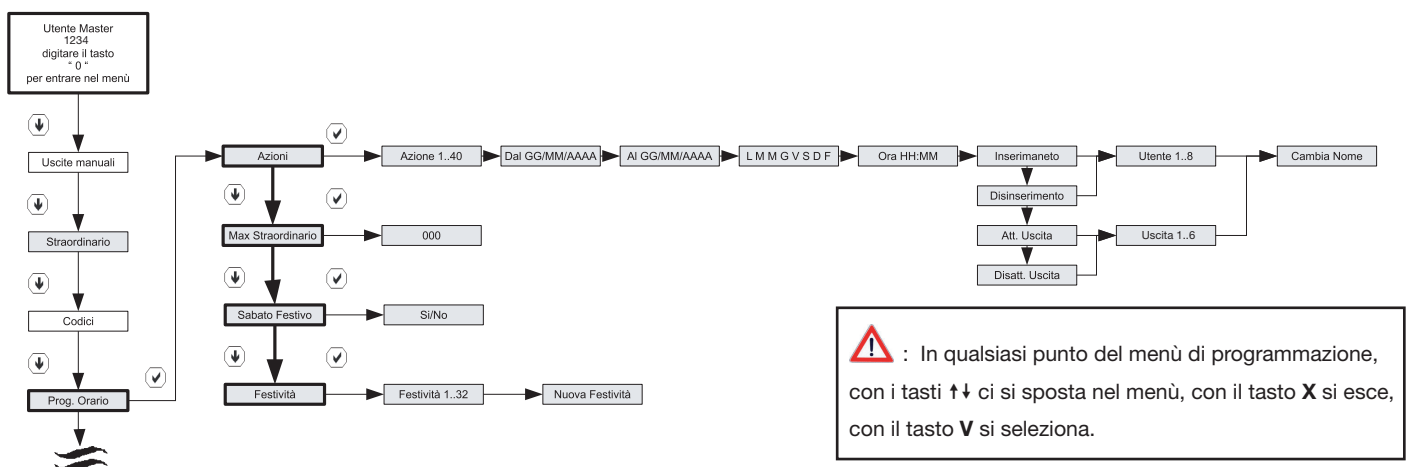 Utente Master
1234
digitare il tasto
“ 0 “
per entrare nel menù
Uscite manuali
Straordinario
Codici
Prog. Orario
Azioni
Azione 1..40
Dal GG/MM/AAAA
Al GG/MM/AAAA
L M M G V S D F
Ora HH:MM
Inserimaneto
Utente 1..8
Cambia Nome
Disinserimento
Att. Uscita
Uscita 1..6
Disatt. Uscita
Max Straordinario
000
Sabato Festivo
Si/No
Festività
Festività 1..32
Nuova Festività
: In qualsiasi punto del menù di programmazione,
con i tasti ↑↓ ci si sposta nel menù, con il tasto X si esce,
con il tasto V si seleziona.